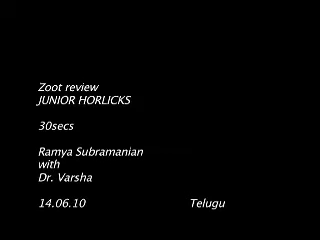 Zoot review
JUNIOR HORLICKS
30secs
Ramya Subramanian
with
Dr. Varsha
14.06.10 Telugu